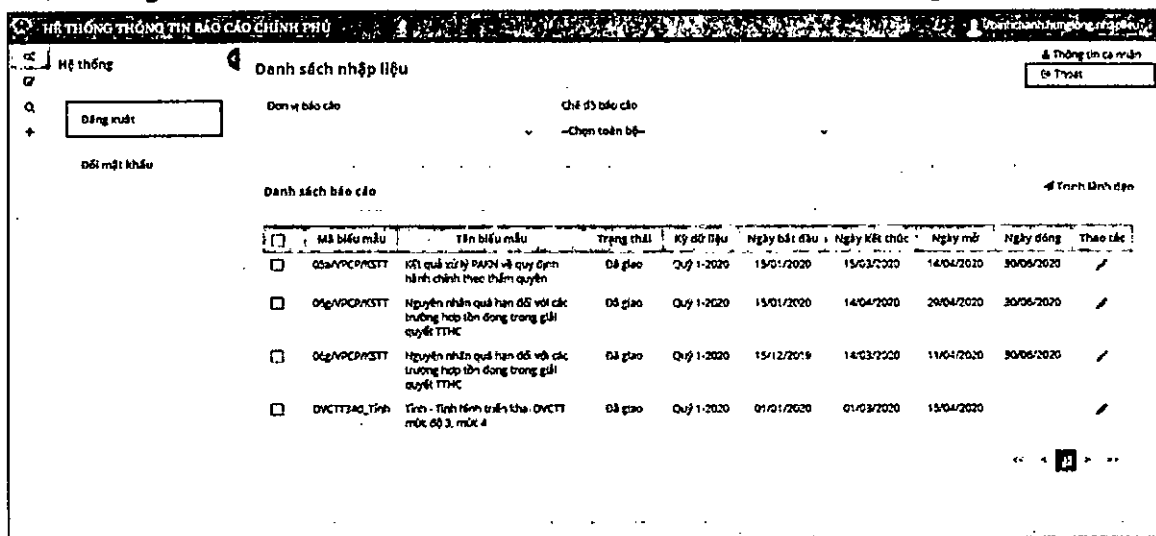 HỆ THỐNG THÔNG TIN BÁO CÁO CHÍNH PHỦ
Hệ thống
Danh sách nhập liệu
Thông tin cá nhân
Thoát
Đăng xuất
Đổi mật khẩu
Đơn vị báo cáo
Chế độ báo cáo
--Chọn toàn bộ--
Danh sách báo cáo
Trình lãnh đạo
Mã biểu mẫu Tên biểu mẫu Trạng thái Kỳ dữ liệu Ngày bắt đầu Ngày Kết thúc Ngày mở Ngày đóng Thao tác
05a/VPCP/KSTT Kết quả xử lý PAKN về quy định Đã giao Quý 1-2020 15/01/2020 15/03/2020 14/04/2020 30/06/2020
hành chính theo thẩm quyền
06g/VPCP/KSTT Nguyên nhân quá hạn đối với các Đã giao Quý 1-2020 15/01/2020 14/04/2020 29/04/2020 30/06/2020
trường hợp tồn đọng trong giải
quyết TTHC
06g/VPCP/KSTT Nguyên nhân quá hạn đối với các Đã giao Quý 1-2020 15/12/2019 14/03/2020 11/04/2020 30/06/2020
trường hợp tồn đọng trong giải
quyết TTHC
DVCTT34d_Tỉnh Tỉnh - Tình hình triển khai DVCTT Đã giao Quý 1-2020 01/01/2020 01/03/2020 15/04/2020
mức độ 3, mức 4